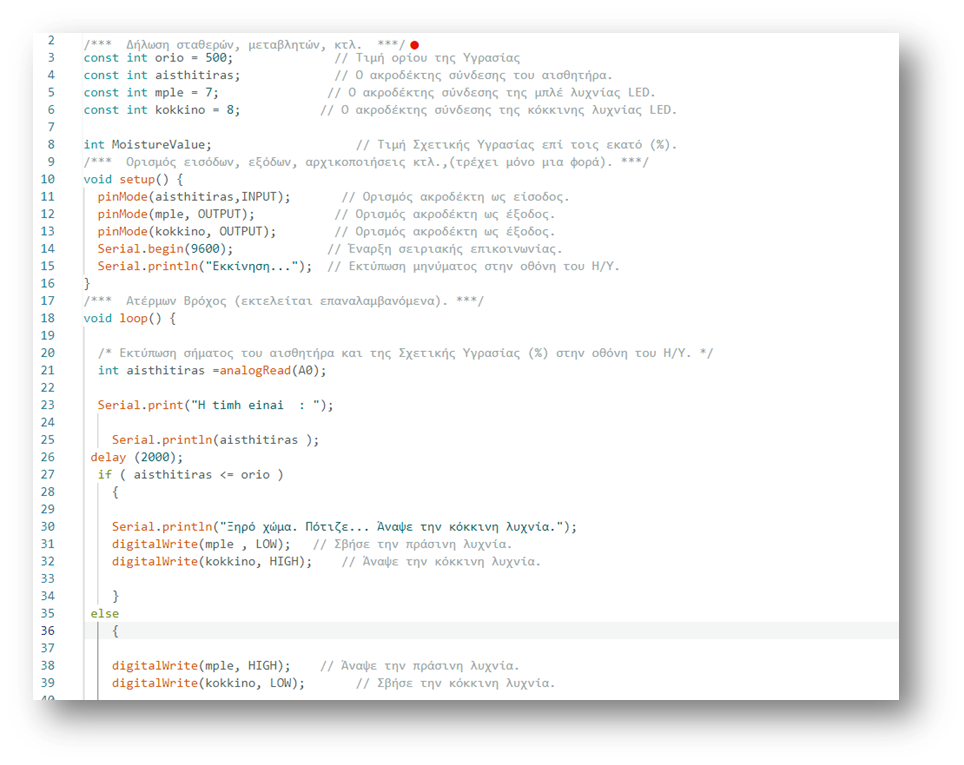 2 /***  Δήλωση σταθερών, μεταβλητών, κτλ.  ***/
3 const int orio = 500;              // Τιμή ορίου της Υγρασίας
4 const int aisthitiras;             // Ο ακροδέκτης σύνδεσης του αισθητήρα.
5 const int mple = 7;               // Ο ακροδέκτης σύνδεσης της μπλέ λυχνίας LED.
6 const int kokkino = 8;           // Ο ακροδέκτης σύνδεσης της κόκκινης λυχνίας LED.
7
8 int MoistureValue;                    // Τιμή Σχετικής Υγρασίας επί τοις εκατό (%).
9 /***  Ορισμός εισόδων, εξόδων, αρχικοποιήσεις κτλ.,(τρέχει μόνο μια φορά). ***/
10 void setup() {
11   pinMode(aisthitiras,INPUT);       // Ορισμός ακροδέκτη ως είσοδος.
12   pinMode(mple, OUTPUT);           // Ορισμός ακροδέκτη ως έξοδος.
13   pinMode(kokkino, OUTPUT);        // Ορισμός ακροδέκτη ως έξοδος.
14   Serial.begin(9600);             // Έναρξη σειριακής επικοινωνίας.
15   Serial.println("Εκκίνηση...");  // Εκτύπωση μηνύματος στην οθόνη του Η/Υ.
16 }
17 /***  Ατέρμων Βρόχος (εκτελείται επαναλαμβανόμενα). ***/
18 void loop() {
19
20   /* Εκτύπωση σήματος του αισθητήρα και της Σχετικής Υγρασίας (%) στην οθόνη του Η/Υ. */
21   int aisthitiras =analogRead(A0);
22
23   Serial.print("H timh einai  : ");
24
25     Serial.println(aisthitiras );
26  delay (2000);
27   if ( aisthitiras <= orio )
28     {
29
30     Serial.println("Ξηρό χώμα. Πότιζε... Άναψε την κόκκινη λυχνία.");
31     digitalWrite(mple , LOW);   // Σβήσε την πράσινη λυχνία.
32     digitalWrite(kokkino, HIGH);    // Άναψε την κόκκινη λυχνία.
33
34     }
35  else
36     {
37
38     digitalWrite(mple, HIGH);    // Άναψε την πράσινη λυχνία.
39     digitalWrite(kokkino, LOW);       // Σβήσε την κόκκινη λυχνία.